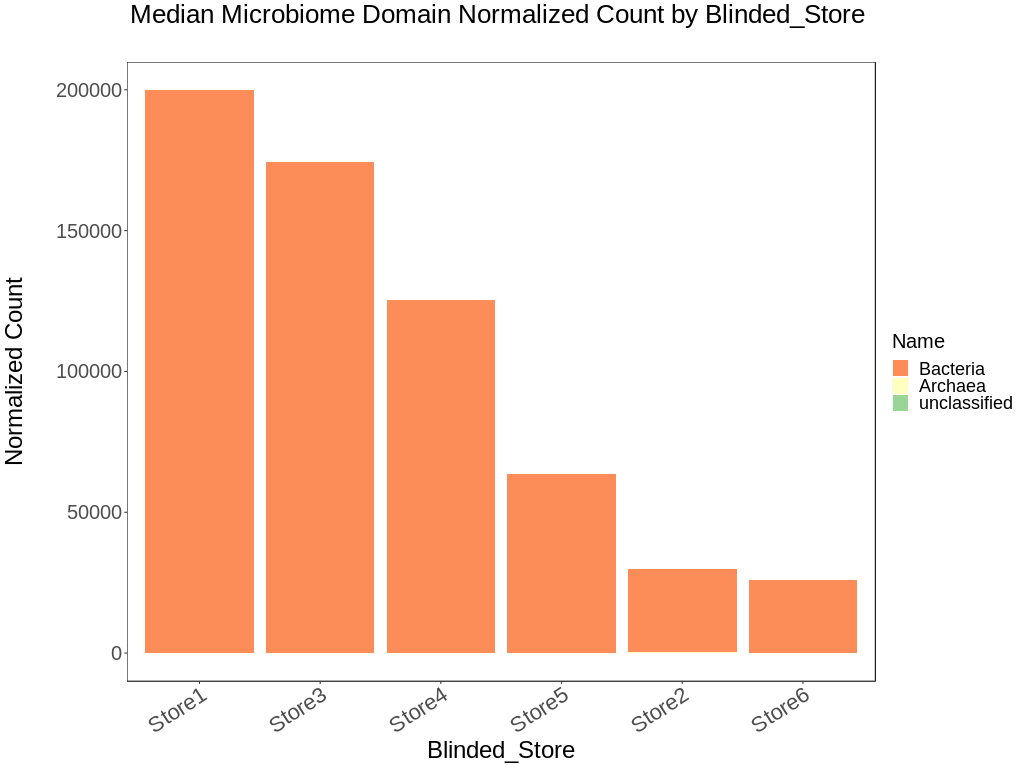 Median Microbiome Domain Normalized Count by Blinded_Store
Normalized Count
200000
150000
100000
50000
0
Store1
Store3
Store4
Store5
Store2
Store6
Blinded_Store
Name
Bacteria
Archaea
unclassified